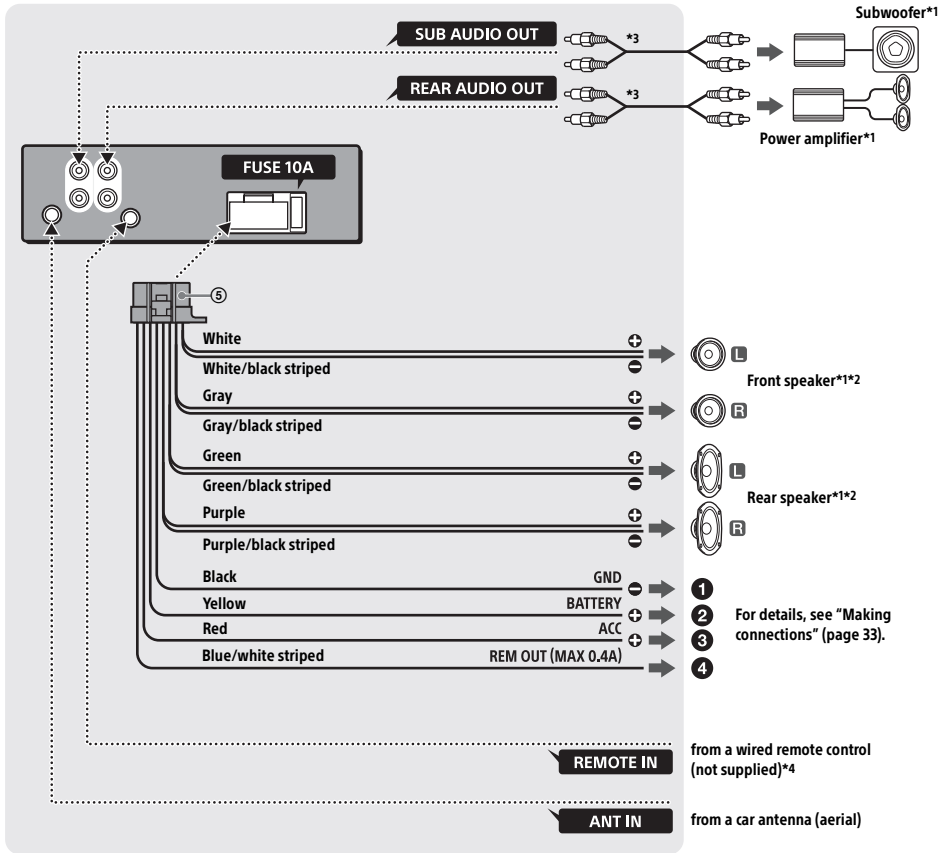 Subwoofer*1
SUB AUDIO OUT
*3
REAR AUDIO OUT
*3
Power amplifier*1
FUSE 10A
⑤
White
White/black striped
L
Front speaker*1*2
Gray
Gray/black striped
R
Green
Green/black striped
L
Rear speaker*1*2
Purple
Purple/black striped
R
Black GND ❶
Yellow BATTERY ❷
Red ACC ❸
For details, see “Making
connections” (page 33).
Blue/white striped REM OUT (MAX 0.4A) ❹
REMOTE IN
from a wired remote control
(not supplied)*4
ANT IN
from a car antenna (aerial)